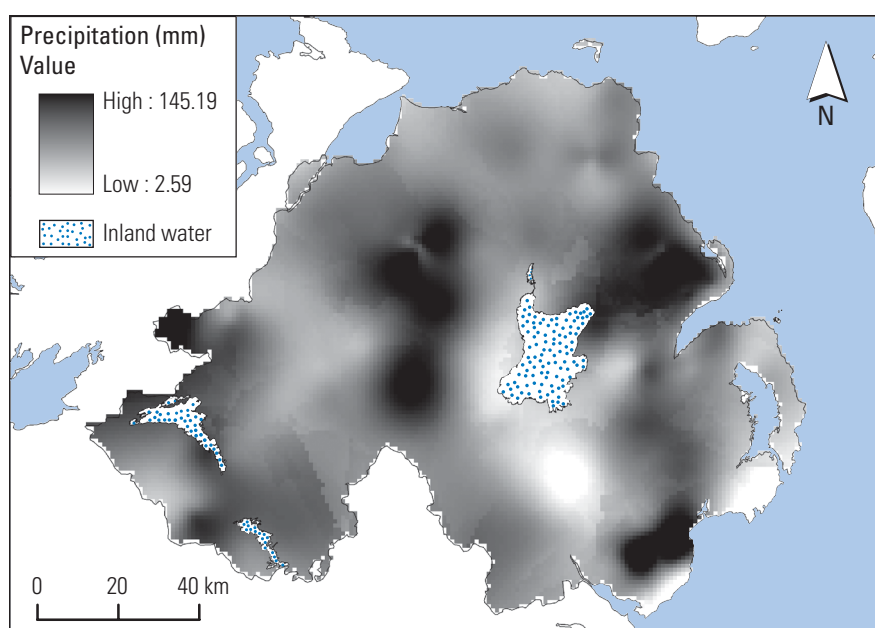 Precipitation (mm)
Value
High : 145.19
Low : 2.59
Inland water
N
0 20 40 km